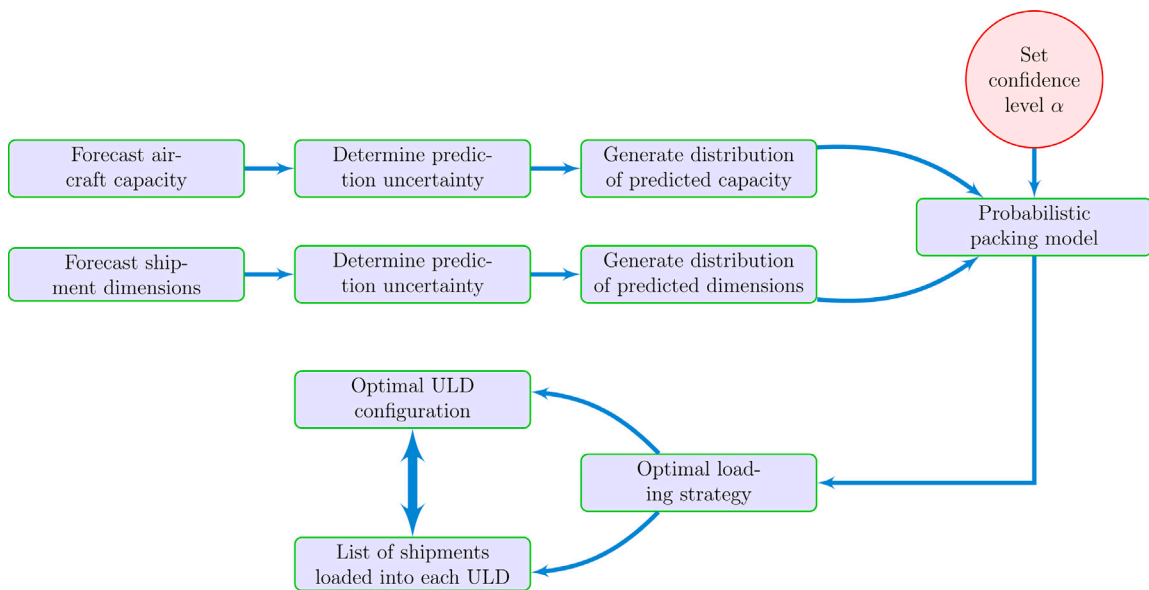 Set
confidence
level α
Forecast air-
craft capacity
Determine predic-
tion uncertainty
Generate distribution
of predicted capacity
Probabilistic
packing model
Forecast ship-
ment dimensions
Determine predic-
tion uncertainty
Generate distribution
of predicted dimensions
Optimal ULD
configuration
Optimal load-
ing strategy
List of shipments
loaded into each ULD